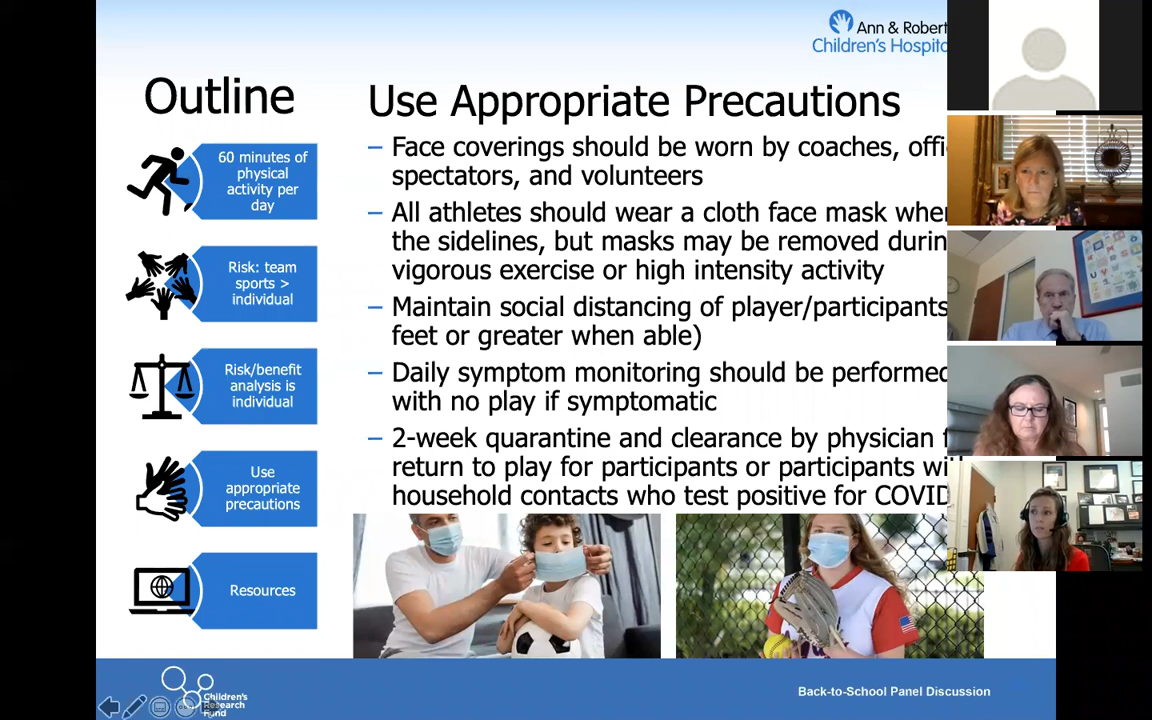 Ann & Robert
Children's Hospita
Outline
60 minutes of
physical
activity per
day
Risk: team
sports >
individual
Risk/benefit
analysis is
individual
Use
appropriate
precautions
Resources
Use Appropriate Precautions
– Face coverings should be worn by coaches, offi
spectators, and volunteers
– All athletes should wear a cloth face mask when
the sidelines, but masks may be removed durin
vigorous exercise or high intensity activity
– Maintain social distancing of player/participants
feet or greater when able)
– Daily symptom monitoring should be performed
with no play if symptomatic
– 2-week quarantine and clearance by physician f
return to play for participants or participants wi
household contacts who test positive for COVID
Children's
Research
Fund
Back-to-School Panel Discussion